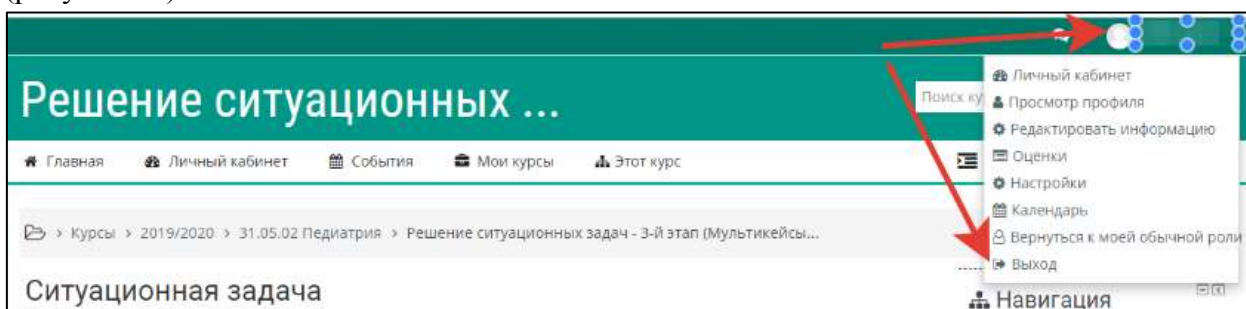 Решение ситуационных ...
Поиск ку
Личный кабинет
Просмотр профиля
Редактировать информацию
Оценки
Настройки
Календарь
Вернуться к моей обычной роли
Выход
Главная Личный кабинет События Мои курсы Этот курс
Курсы › 2019/2020 › 31.05.02 Педиатрия › Решение ситуационных задач - 3-й этап (Мультикейсы...
Ситуационная задача
Навигация